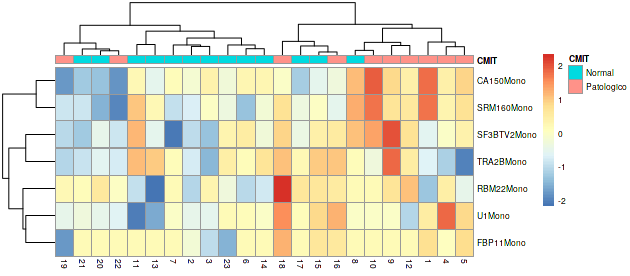 CMIT
CA150Mono
SRM160Mono
SF3BTV2Mono
TRA2BMono
RBM22Mono
U1Mono
FBP11Mono
19 21 20 22 11 13 7 2 3 23 6 14 18 17 15 16 8 10 9 12 1 4 5
2
1
0
-1
-2
CMIT
Normal
Patologico